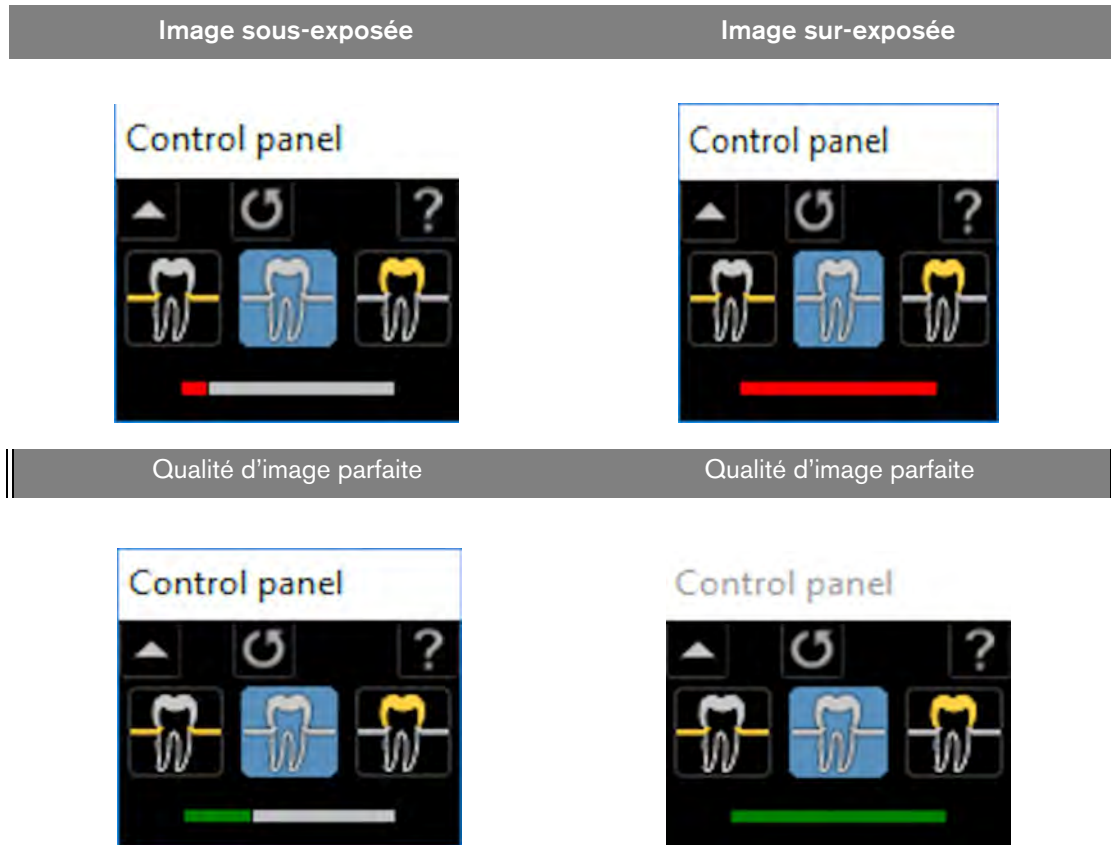 Image sous-exposée
Image sur-exposée
Control panel
Control panel
?
?
Qualité d'image parfaite
Qualité d'image parfaite
Control panel
Control panel
?
?